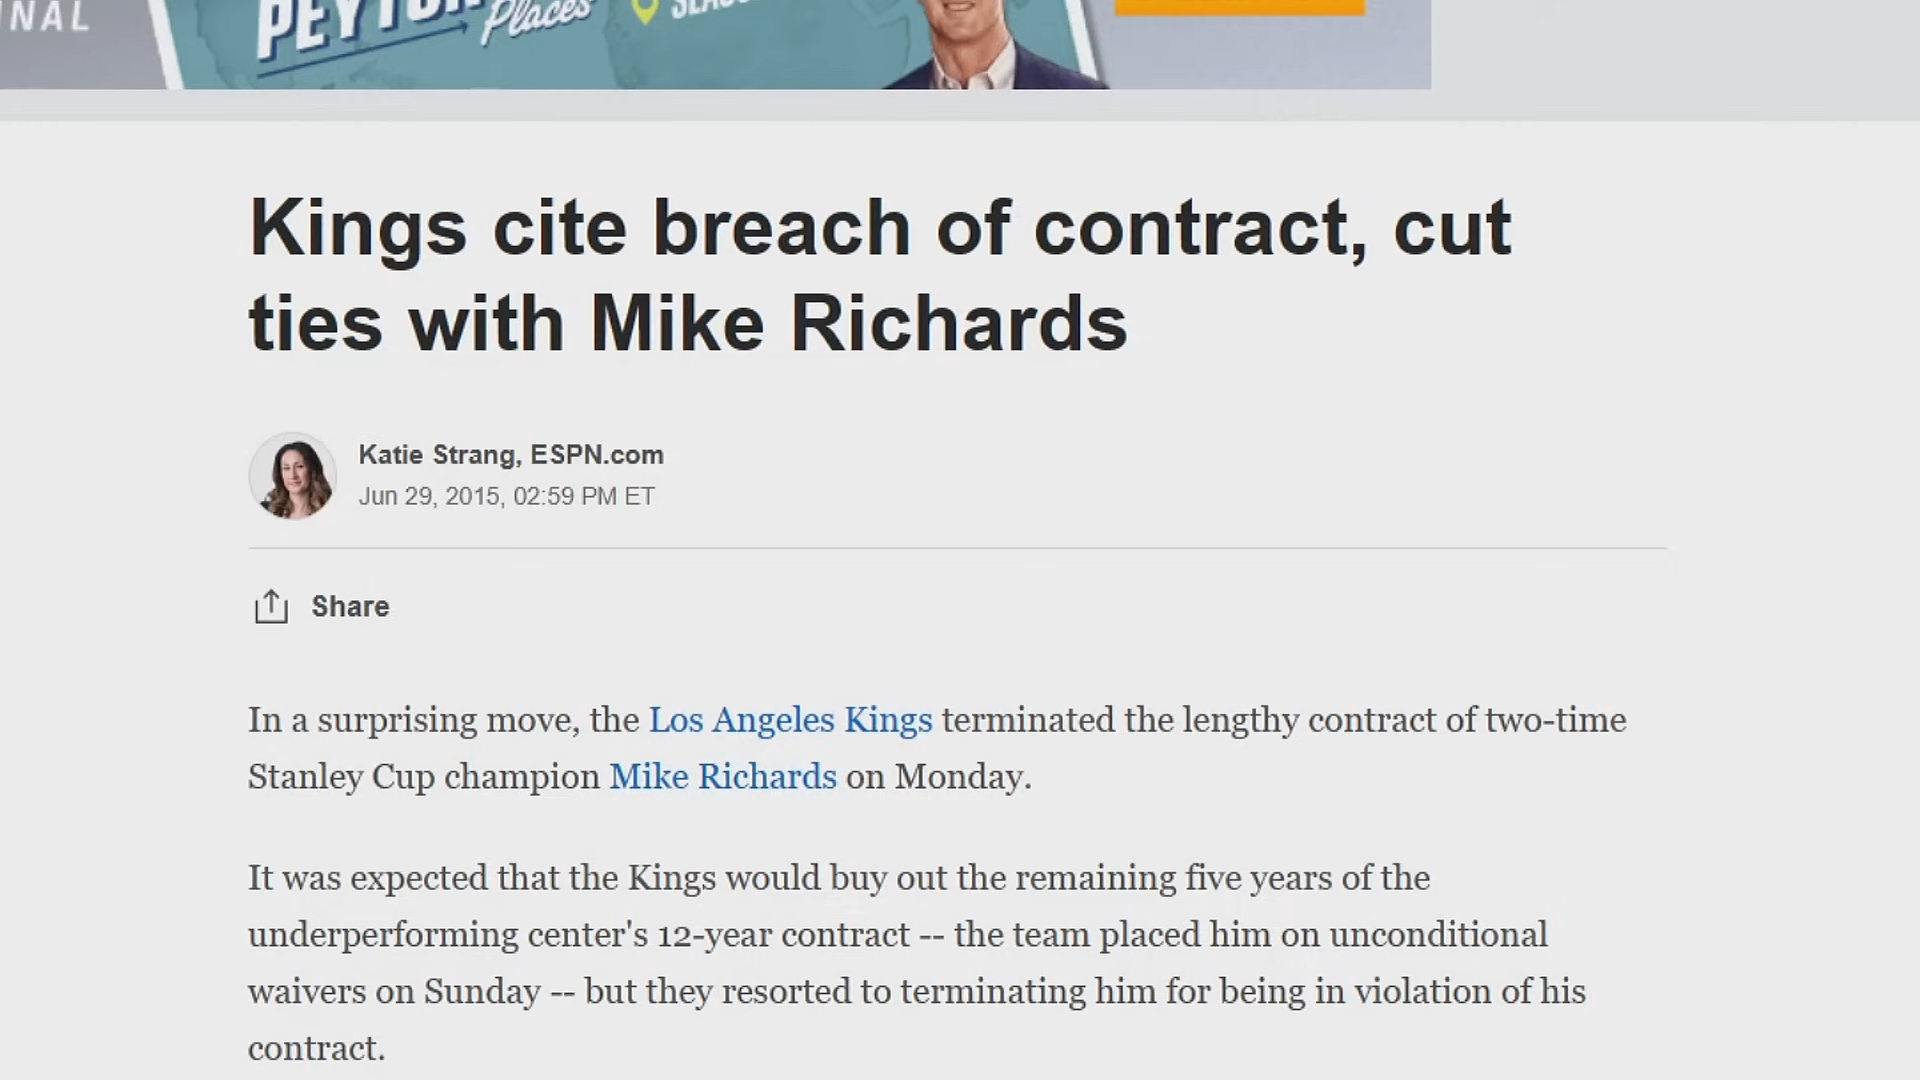 NAL
PEYTON
Places
Kings cite breach of contract, cut
ties with Mike Richards
Katie Strang, ESPN.com
Jun 29, 2015, 02:59 PM ET
Share
In a surprising move, the Los Angeles Kings terminated the lengthy contract of two-time
Stanley Cup champion Mike Richards on Monday.
It was expected that the Kings would buy out the remaining five years of the
underperforming center's 12-year contract -- the team placed him on unconditional
waivers on Sunday -- but they resorted to terminating him for being in violation of his
contract.